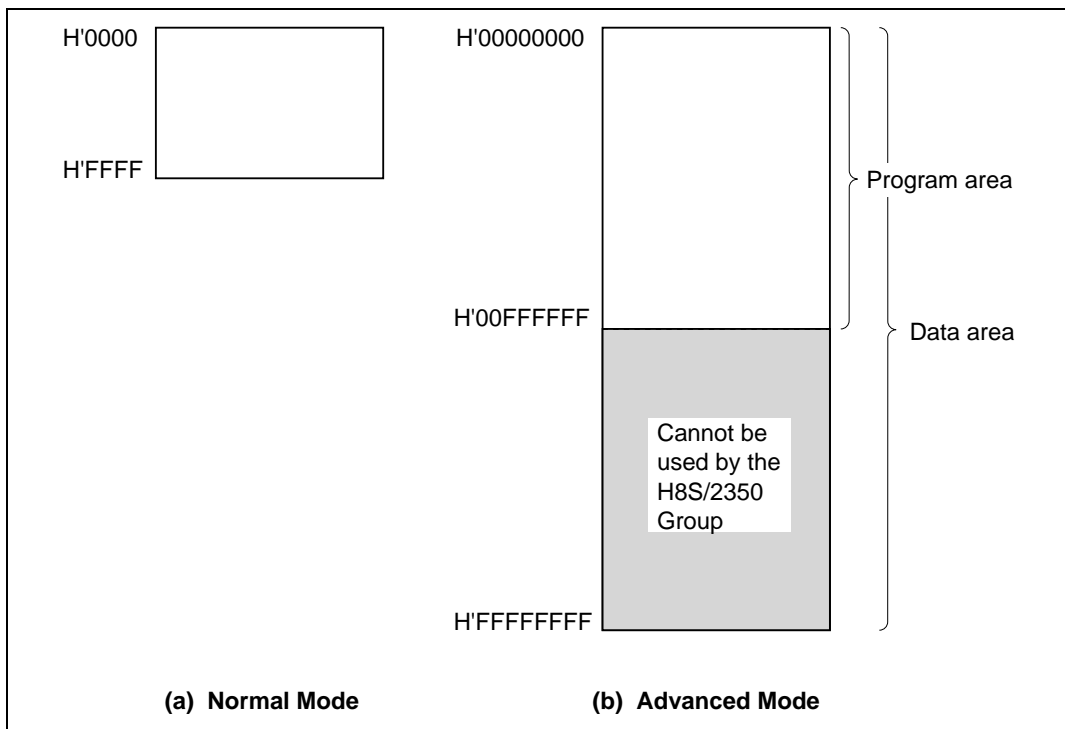 H'0000
H'FFFF
H'00000000
H'00FFFFFF
H'FFFFFFFF
Program area
Data area
Cannot be
used by the
H8S/2350
Group
(a) Normal Mode
(b) Advanced Mode